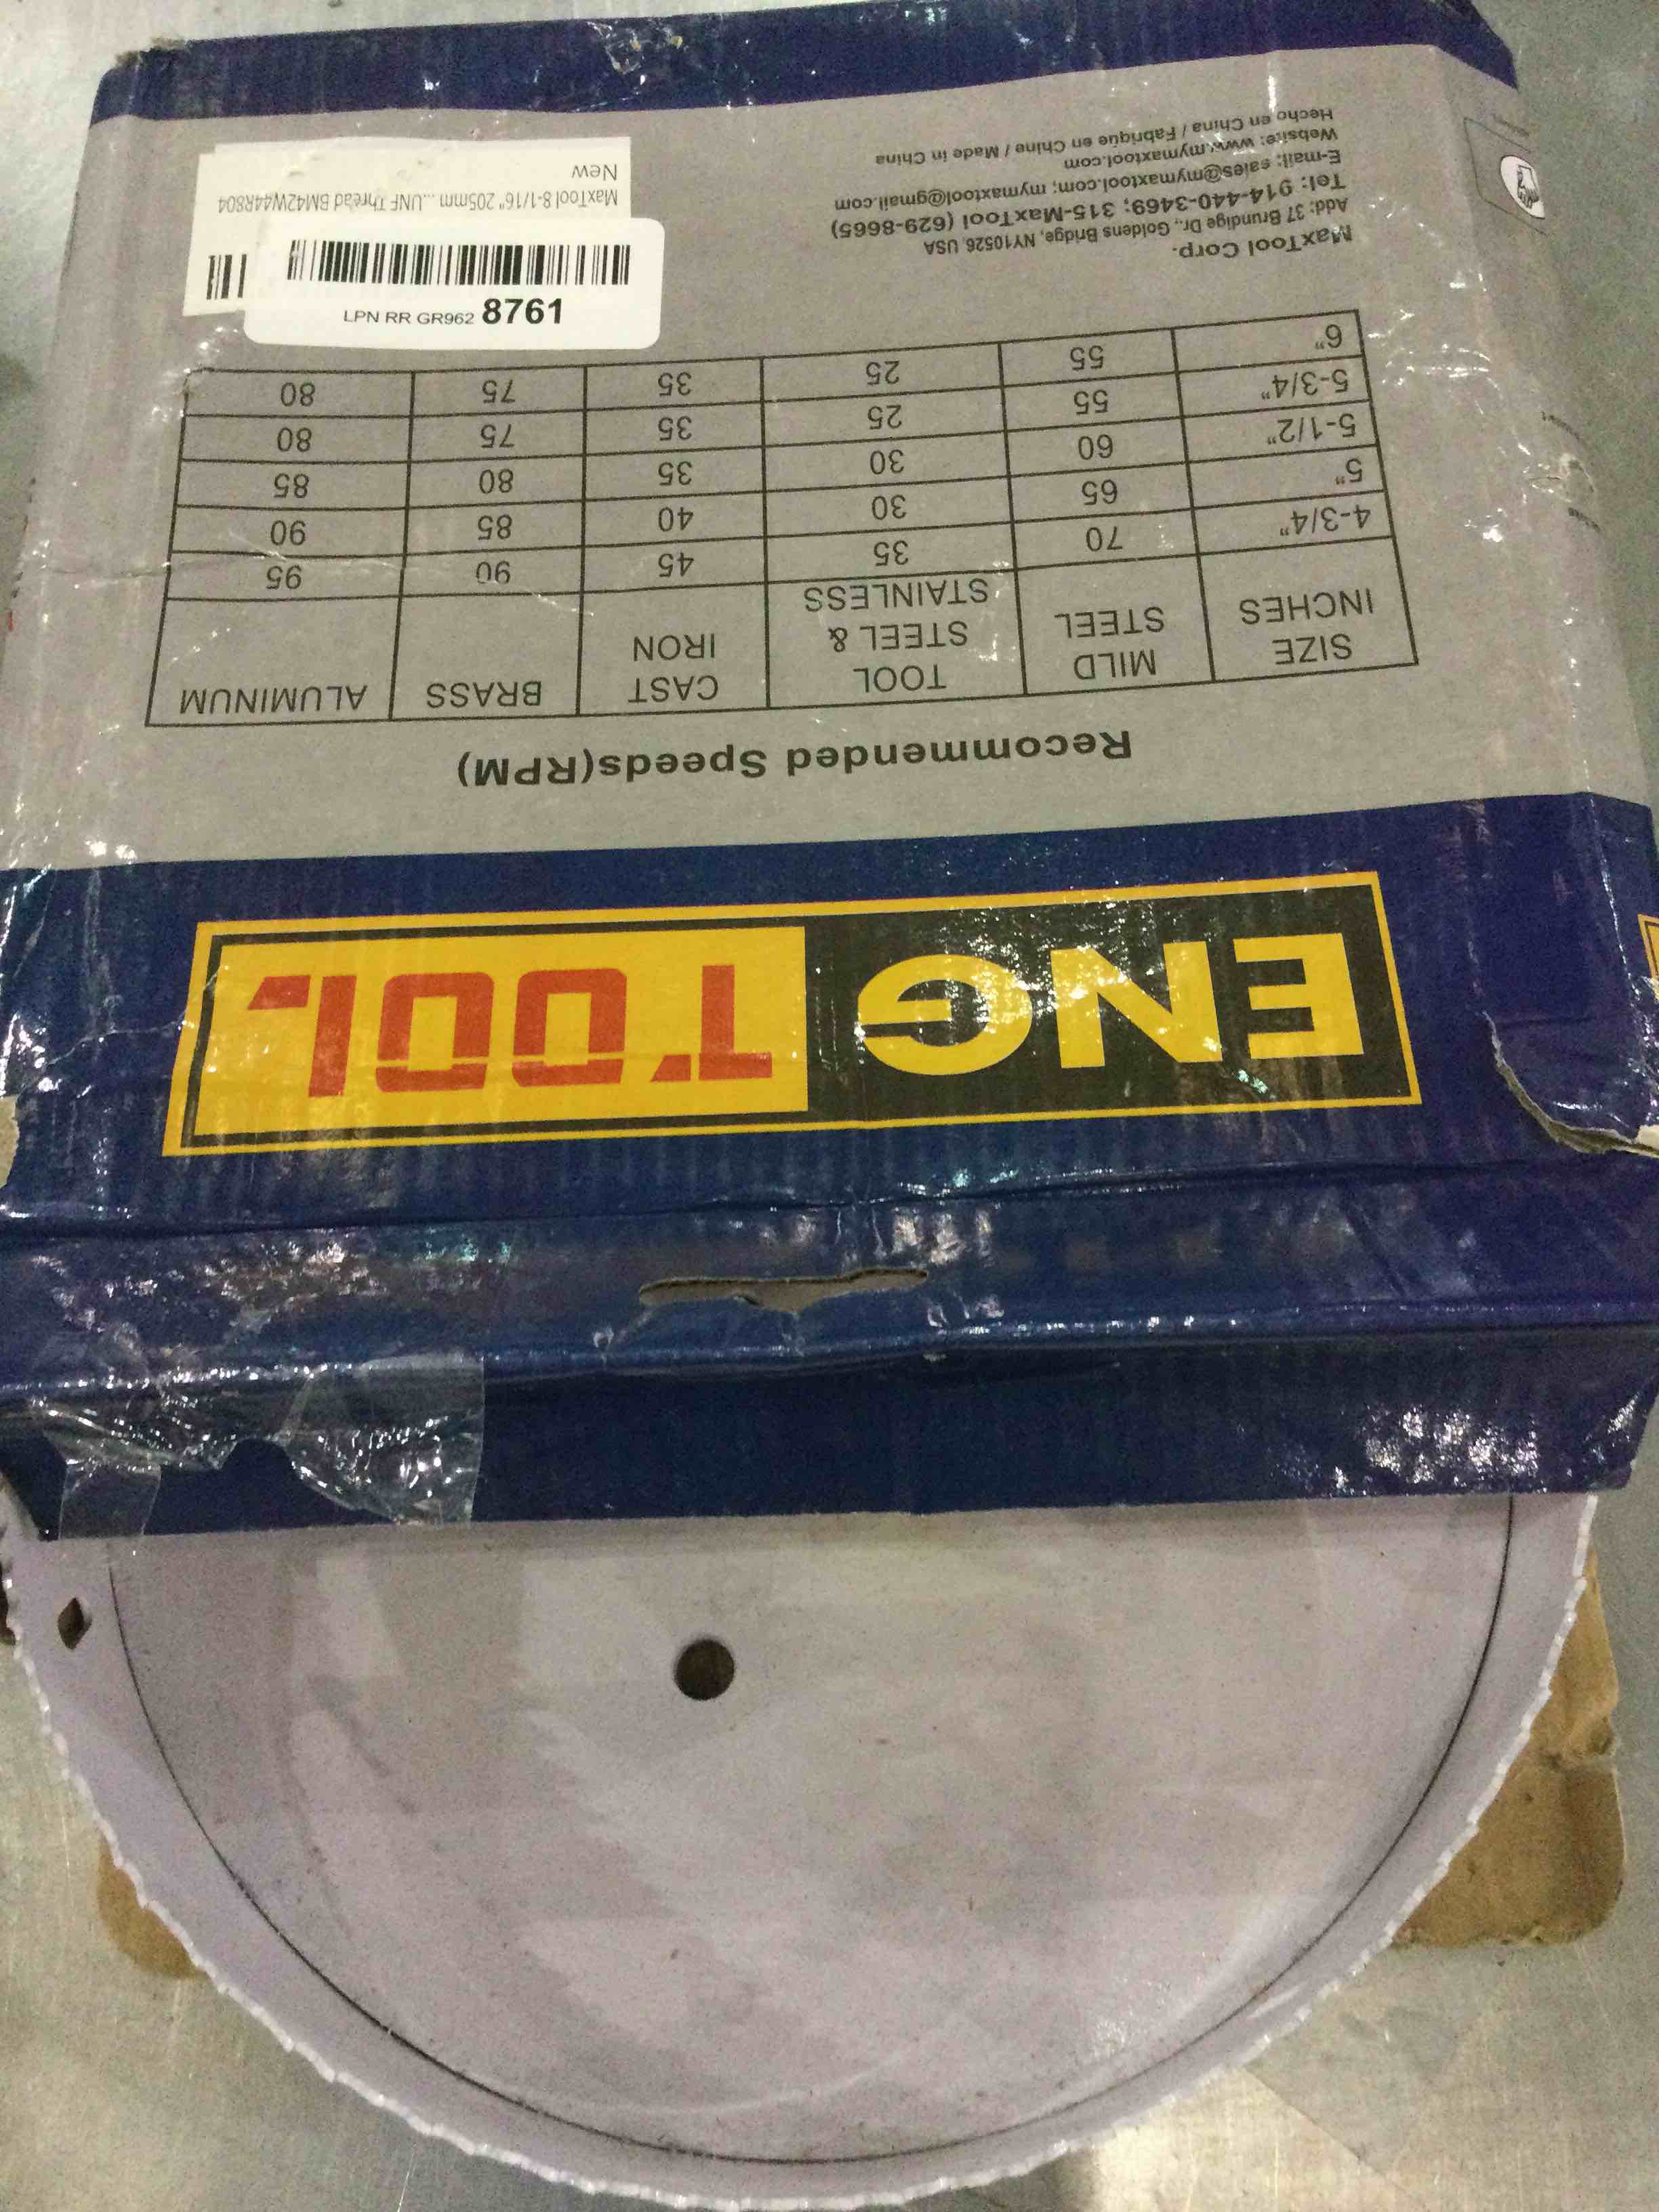 ENG TOOL
Recommended Speeds(RPM)
SIZE INCHES MILD STEEL TOOL STEEL & STAINLESS CAST IRON BRASS ALUMINUM
4-3/4" 70 35 45 90 95
5" 65 30 40 85 90
5-1/2" 60 30 35 80 85
5-3/4" 55 25 35 75 80
6" 55 25 35 75 80
MaxTool Corp.
Add: 37 Brundige Dr., Goldens Bridge, NY10526, USA
Tel: 914-440-3469; 315-MaxTool (629-8665)
E-mail: sales@mymaxtool.com; mymaxtool@gmail.com
Website: www.mymaxtool.com
Hecho en China / Fabrique en Chine / Made in China
LPN RR GR962 8761
MaxTool 8-1/16" 205mm ...UNF Thread BM42W44R804
New